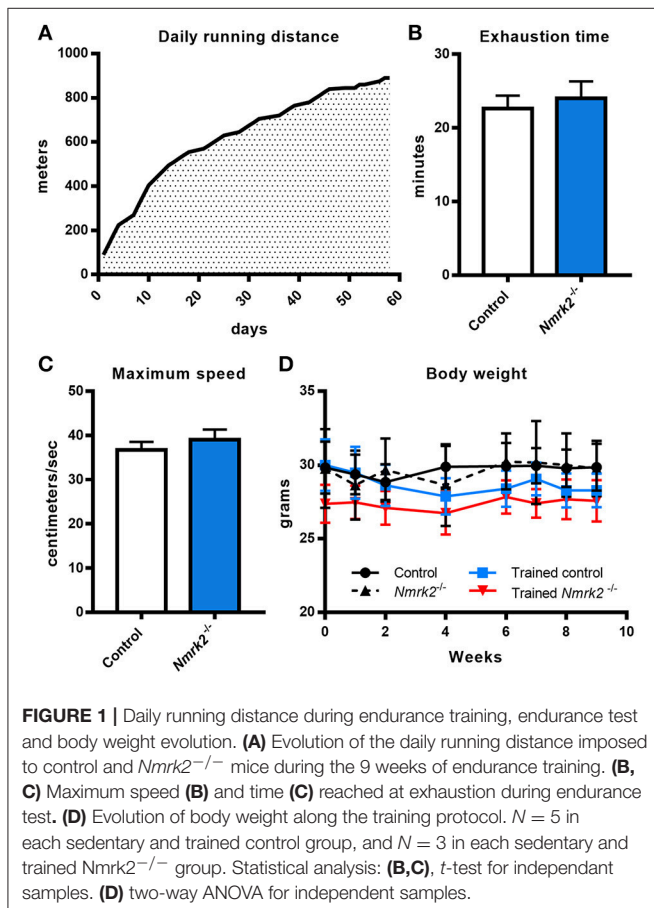 A
Daily running distance
meters
1000
800
600
400
200
0
0
10
20
30
40
50
60
days
B
Exhaustion time
minutes
30
20
10
0
Control
Nmrk2-/-
C
Maximum speed
centimeters/sec
50
40
30
20
10
0
Control
Nmrk2-/-
D
Body weight
grams
35
30
25
20
Control
Trained control
Nmrk2-/-
Trained Nmrk2 -/-
0
2
4
6
8
10
Weeks
FIGURE 1 | Daily running distance during endurance training, endurance test
and body weight evolution. (A) Evolution of the daily running distance imposed
to control and Nmrk2−/− mice during the 9 weeks of endurance training. (B,
C) Maximum speed (B) and time (C) reached at exhaustion during endurance
test. (D) Evolution of body weight along the training protocol. N = 5 in
each sedentary and trained control group, and N = 3 in each sedentary and
trained Nmrk2−/− group. Statistical analysis: (B,C), t-test for independant
samples. (D) two-way ANOVA for independent samples.